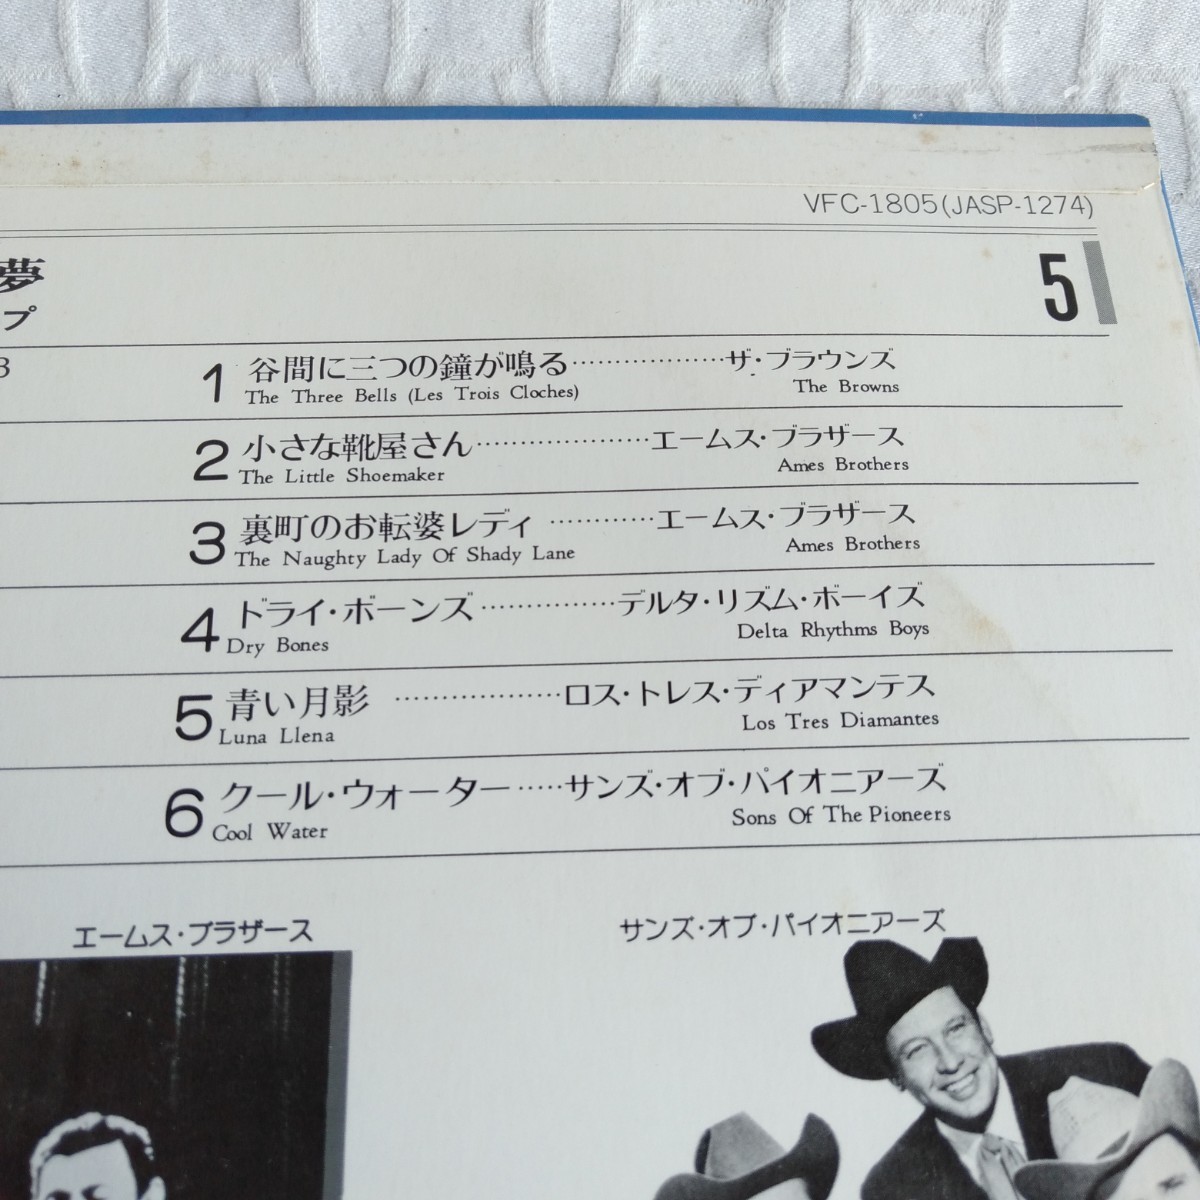 VFC-1805(JASP-1274)
夢
プ
5
3
1 谷間に三つの鐘が鳴る………………ザ・ブラウンズ
The Three Bells (Les Trois Cloches) The Browns
2 小さな靴屋さん………………エームス・ブラザース
The Little Shoemaker Ames Brothers
3 裏町のお転婆レディ …………エームス・ブラザース
The Naughty Lady Of Shady Lane Ames Brothers
4 ドライ・ボーンズ……………デルタ・リズム・ボーイズ
Dry Bones Delta Rhythms Boys
5 青い月影 ………………ロス・トレス・ディアマンテス
Luna Llena Los Tres Diamantes
6 クール・ウォーター……サンズ・オブ・パイオニアーズ
Cool Water Sons Of The Pioneers
エームス・ブラザース
サンズ・オブ・パイオニアーズ